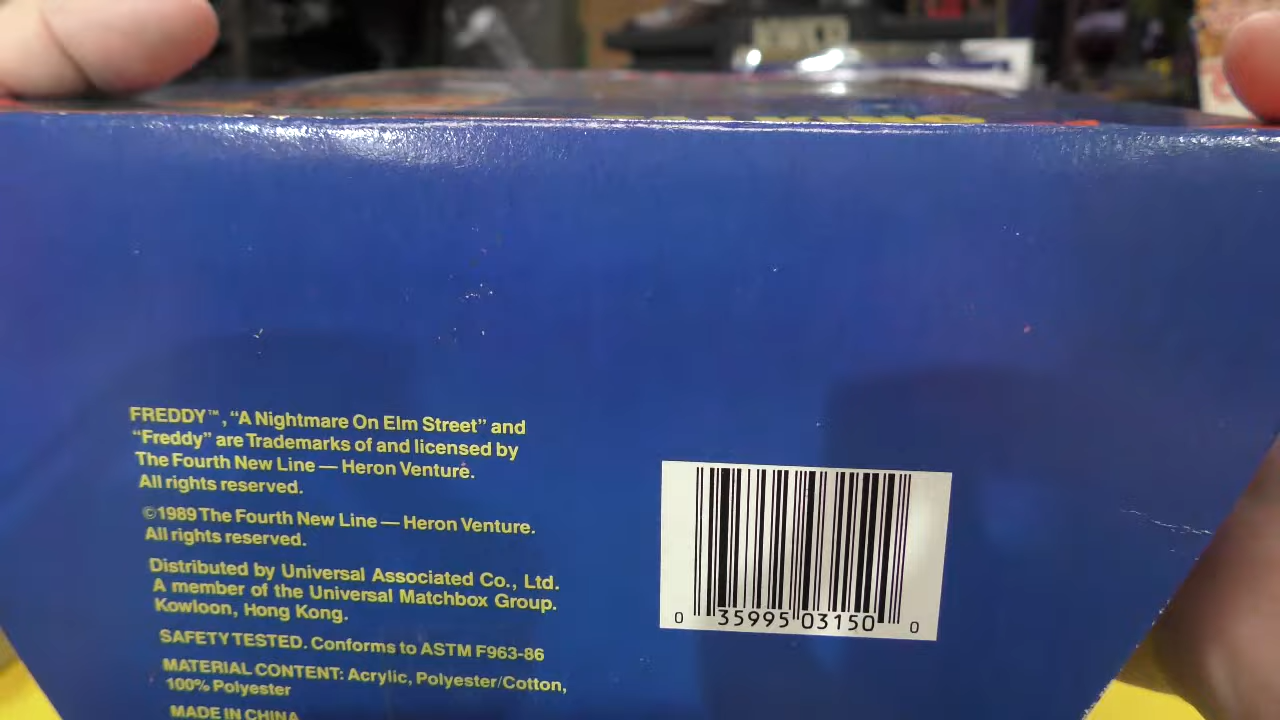 FREDDY™, “A Nightmare On Elm Street” and
“Freddy” are Trademarks of and licensed by
The Fourth New Line — Heron Venture.
All rights reserved.
©1989 The Fourth New Line — Heron Venture.
All rights reserved.
Distributed by Universal Associated Co., Ltd.
A member of the Universal Matchbox Group.
Kowloon, Hong Kong.
SAFETY TESTED. Conforms to ASTM F963-86
MATERIAL CONTENT: Acrylic, Polyester/Cotton,
100% Polyester
MADE IN CHINA
0 35995 03150 0